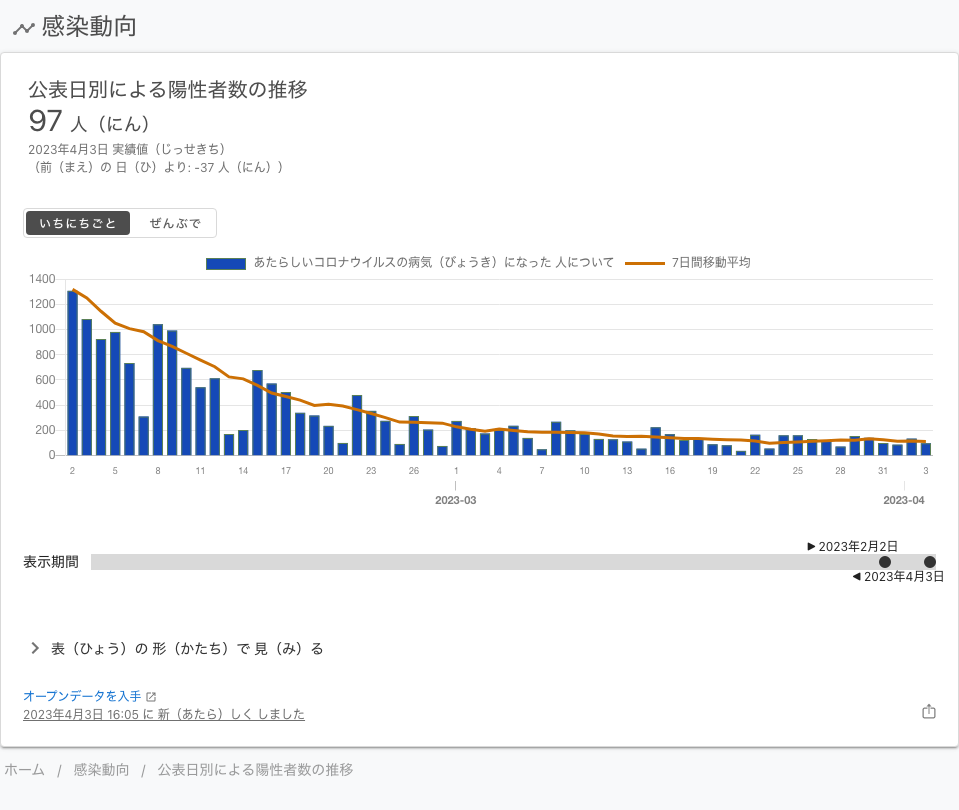 感染動向
公表日別による陽性者数の推移
97 人（にん）
2023年4月3日 実績値（じっせきち）
（前（まえ）の 日（ひ）より: -37 人（にん））
いちにちごと ぜんぶで
あたらしいコロナウイルスの病気（びょうき）になった 人について 7日間移動平均
1400
1200
1000
800
600
400
200
0
2 5 8 11 14 17 20 23 26 1 4 7 10 13 16 19 22 25 28 31 3
2023-03 2023-04
▶ 2023年2月2日
表示期間
◀ 2023年4月3日
表（ひょう）の 形（かたち）で 見（み）る
オープンデータを入手
2023年4月3日 16:05 に 新（あたら）しく しました
ホーム / 感染動向 / 公表日別による陽性者数の推移